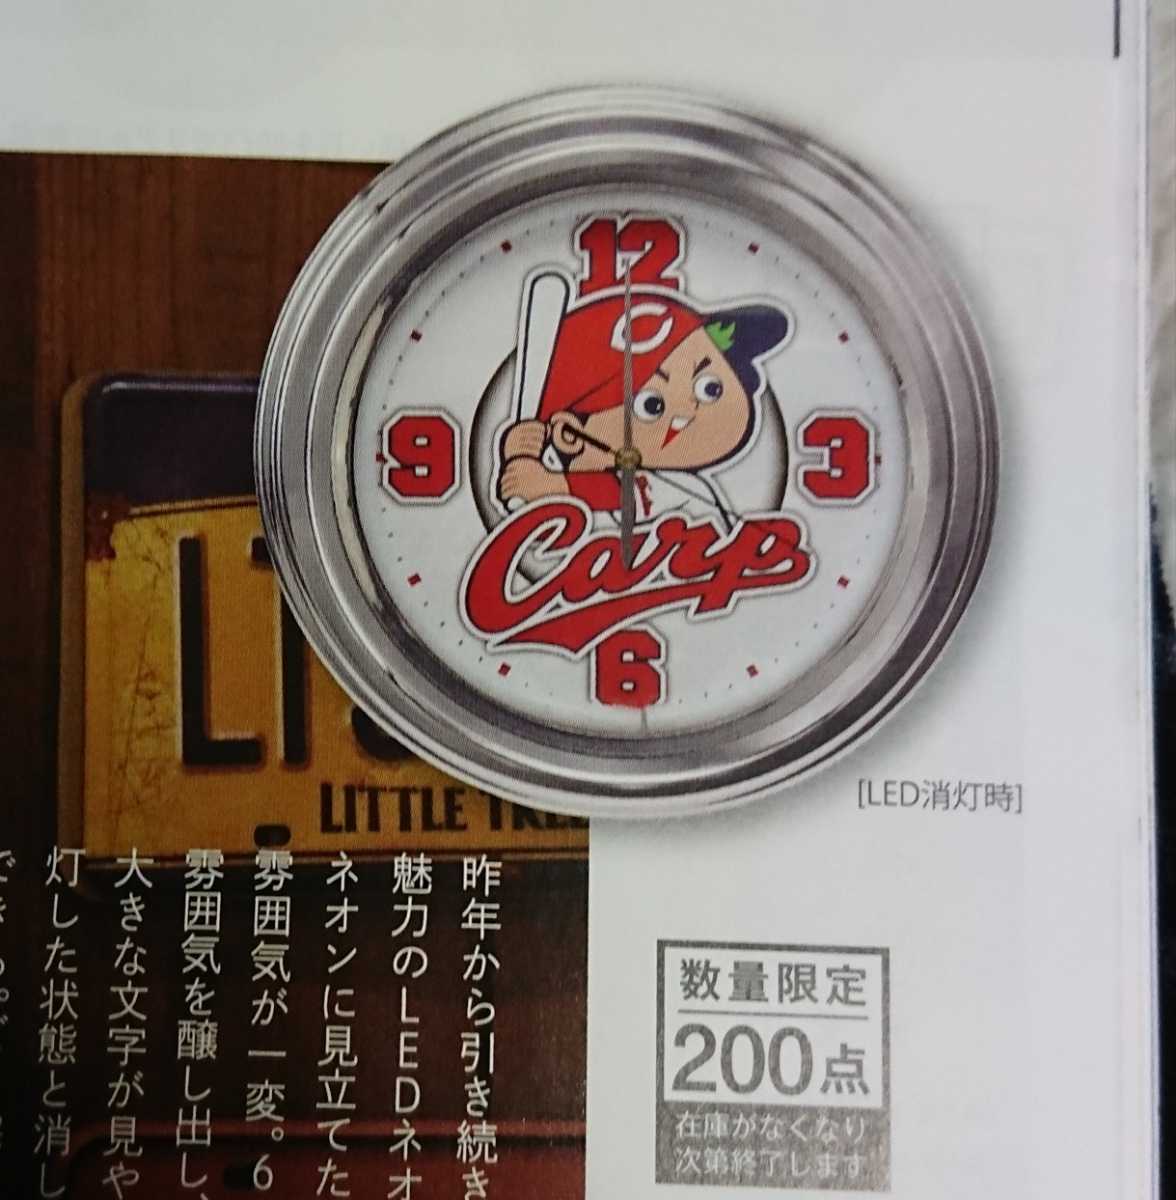 12
9
3
C
Carp
6
LITTLE
[LED消灯時]
昨年から引き続き
魅力のLEDネオ
ネオンに見立てた
雰囲気が一変。6
雰囲気を醸し出し、
大きな文字が見や
灯した状態と消し
数量限定
200点
在庫がなくなり
次第終了します